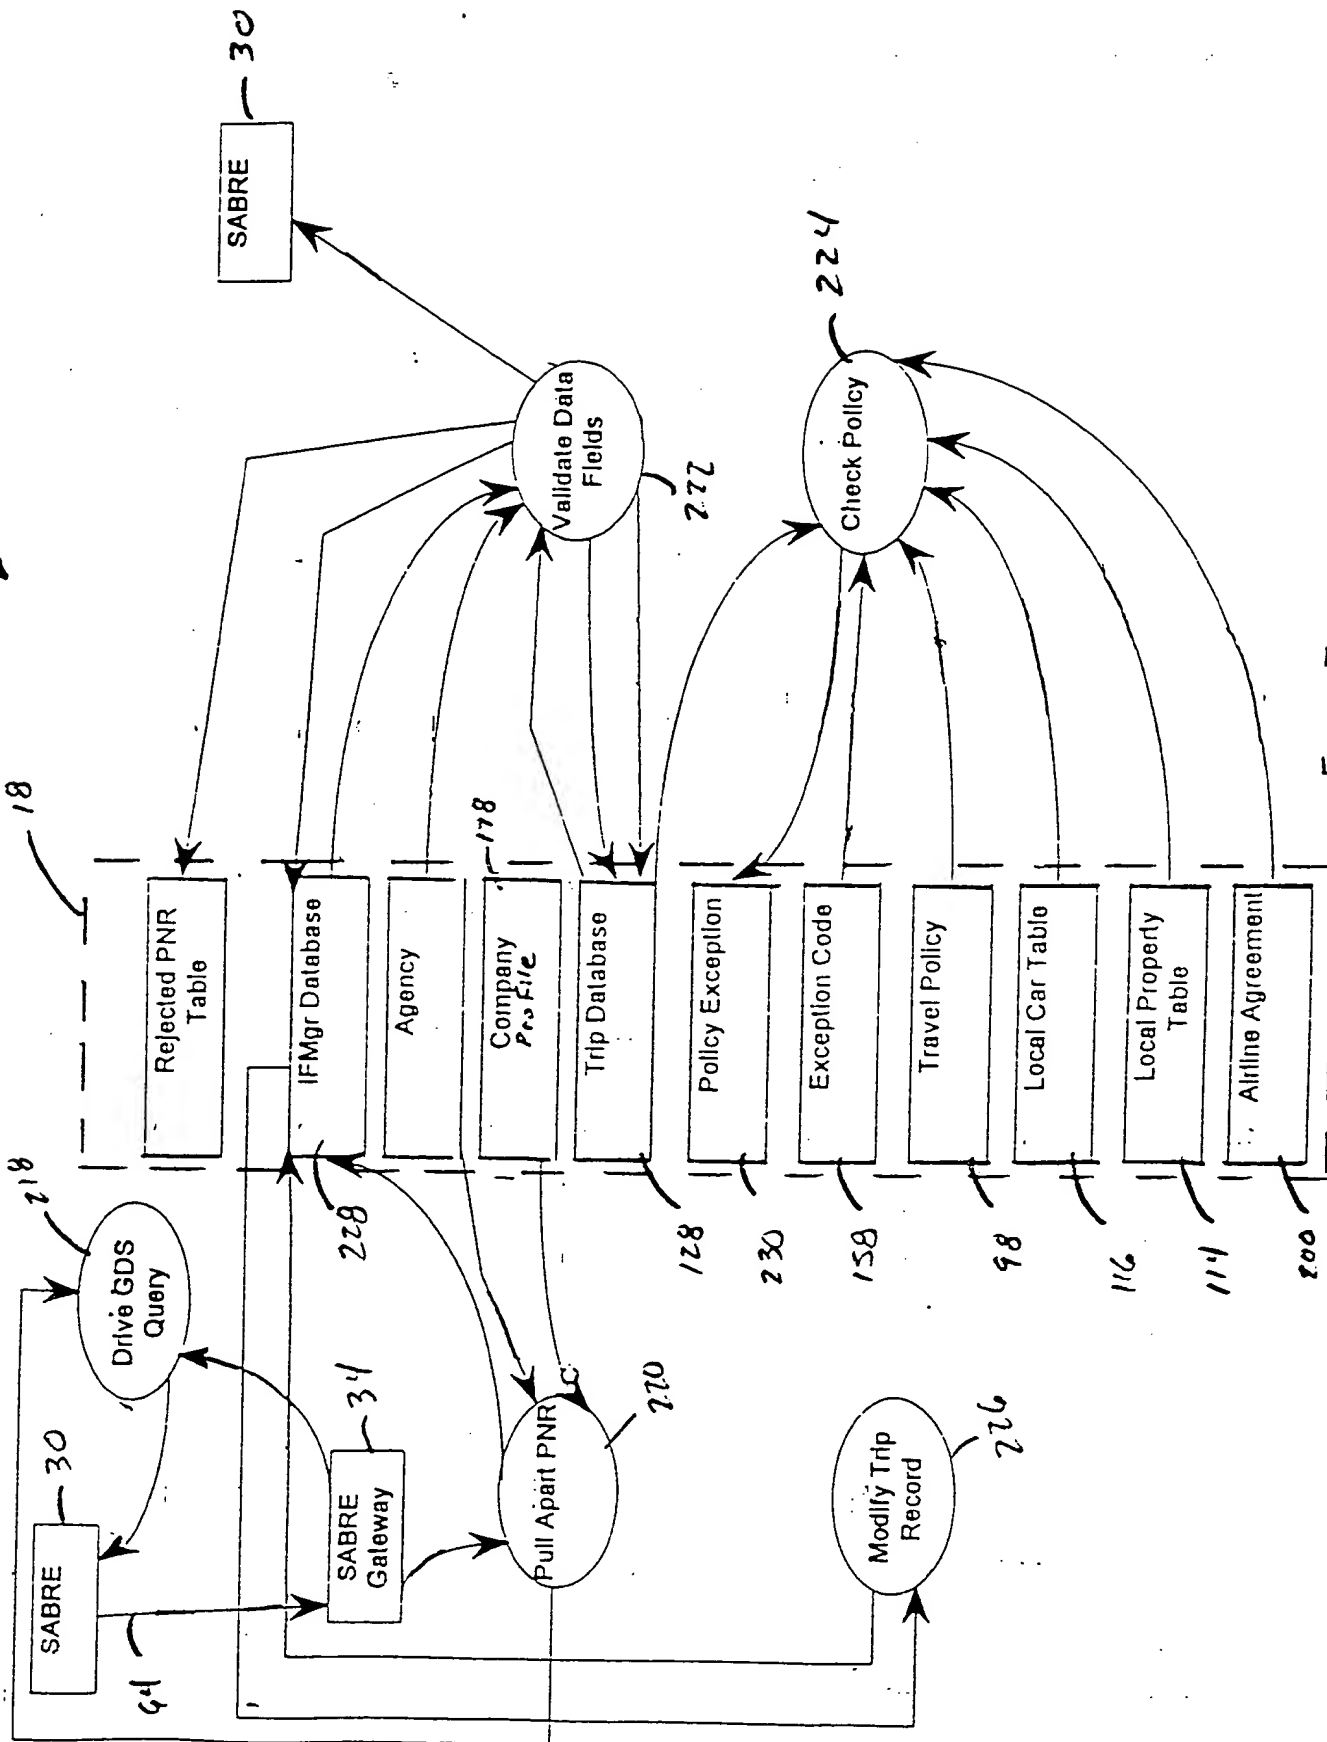 SABRE
30
64
SABRE
Gateway
34
Drive GDS
Query
218
Pull Apart PNR
220
Modify Trip
Record
226
18
Rejected PNR
Table
IFMgr Database
228
Agency
Company
Profile
178
Trip Database
128
Policy Exception
230
Exception Code
158
Travel Policy
98
Local Car Table
116
Local Property
Table
114
Airline Agreement
200
Validate Data
Fields
222
Check Policy
224
SABRE
30